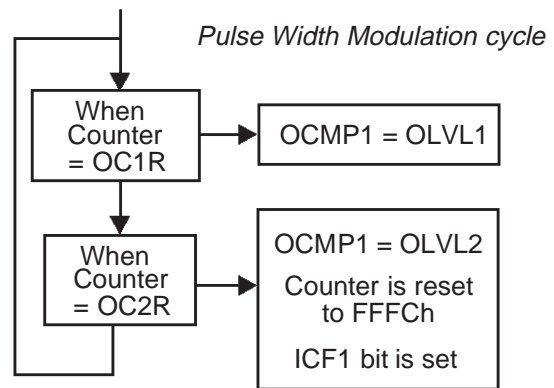 Pulse Width Modulation cycle
When
Counter
= OC1R
OCMP1 = OLVL1
When
Counter
= OC2R
OCMP1 = OLVL2
Counter is reset
to FFFCh
ICF1 bit is set